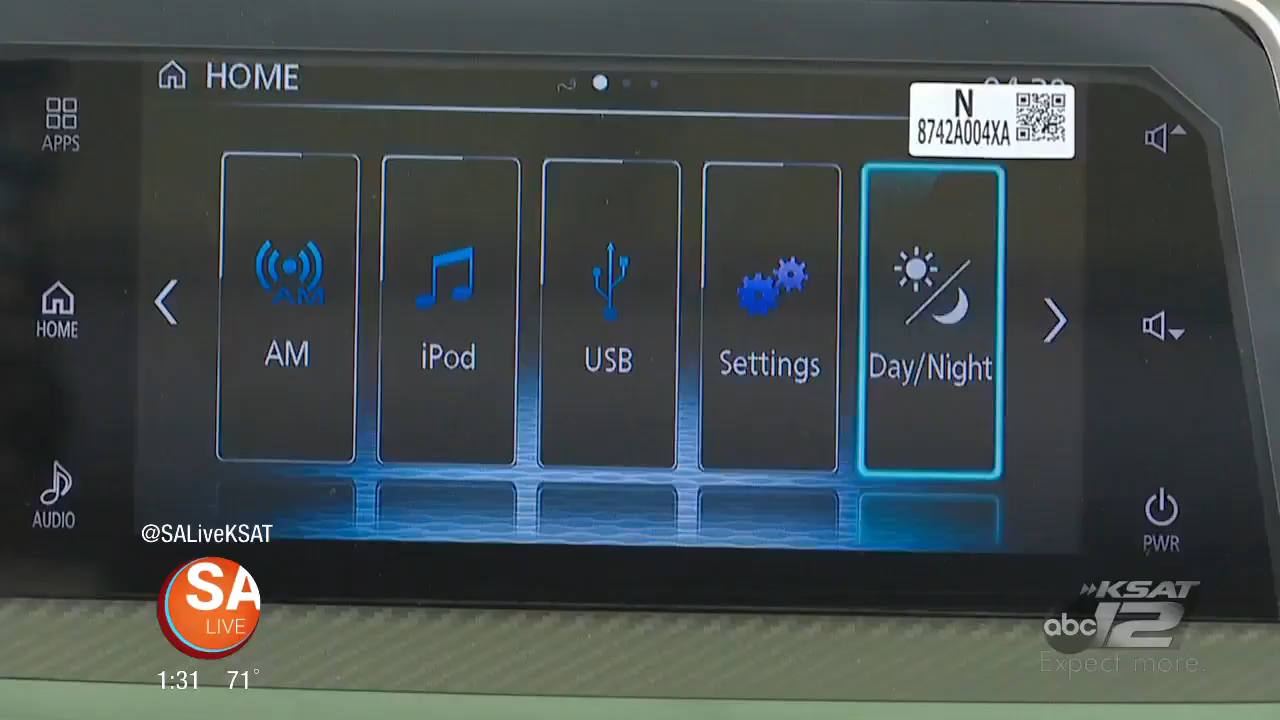 HOME
N
8742A004XA
APPS
AM
AM
iPod
USB
Settings
Day/Night
HOME
AUDIO
PWR
@SALiveKSAT
SA
LIVE
1:31 71°
KSAT
abc 12
Expect more.